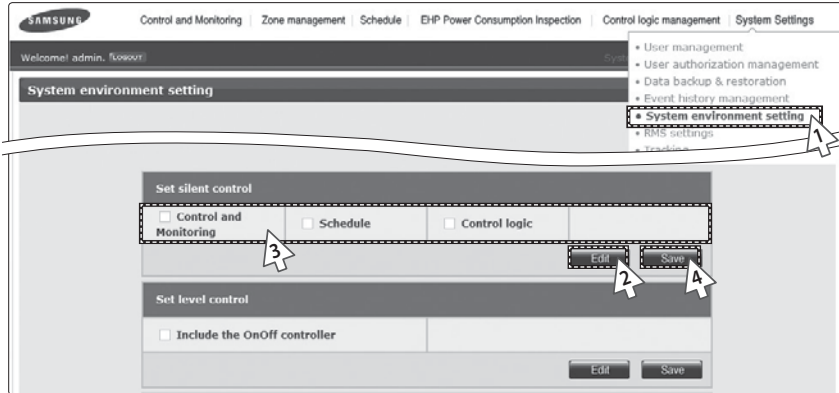 SAMSUNG
Control and Monitoring | Zone management | Schedule | EHP Power Consumption Inspection | Control logic management | System Settings
Welcome! admin. LOGOUT
System environment setting
• User management
• User authorization management
• Data backup & restoration
• Event history management
• System environment setting
• RMS settings
• Tracking
1
Set silent control
Control and Monitoring
Schedule
Control logic
3
Edit
Save
2
4
Set level control
Include the OnOff controller
Edit
Save